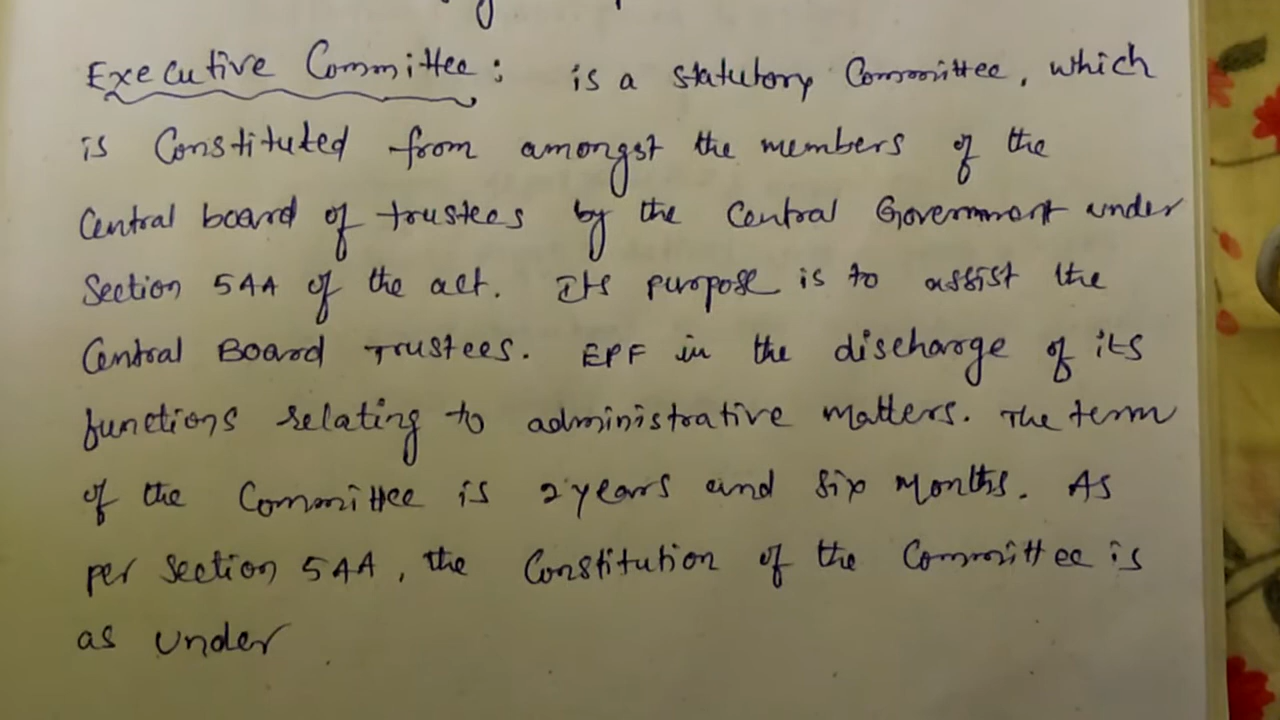 Executive Committee: is a statutory Committee, which
is Constituted from amongst the members of the
Central board of trustees by the Central Government under
Section 5AA of the act. Its purpose is to assist the
Central Board Trustees. EPF in the discharge of its
functions relating to administrative matters. The term
of the Committee is 2 years and six months. As
per section 5AA, the Constitution of the Committee is
as under